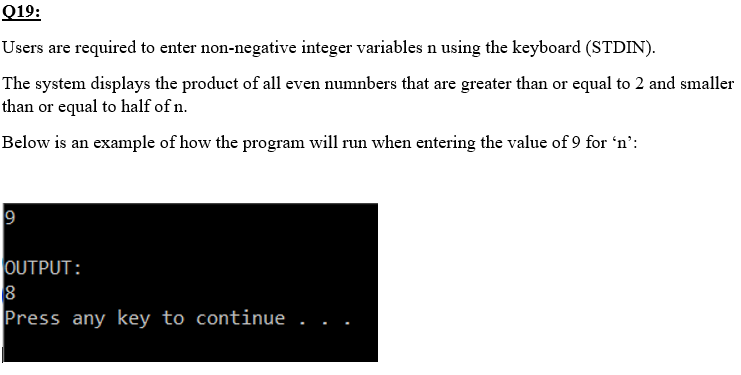 Q19:
Users are required to enter non-negative integer variables n using the keyboard (STDIN).
The system displays the product of all even numnbers that are greater than or equal to 2 and smaller
than or equal to half of n.
Below is an example of how the program will run when entering the value of 9 for ‘n’:
9
OUTPUT:
8
Press any key to continue . . .